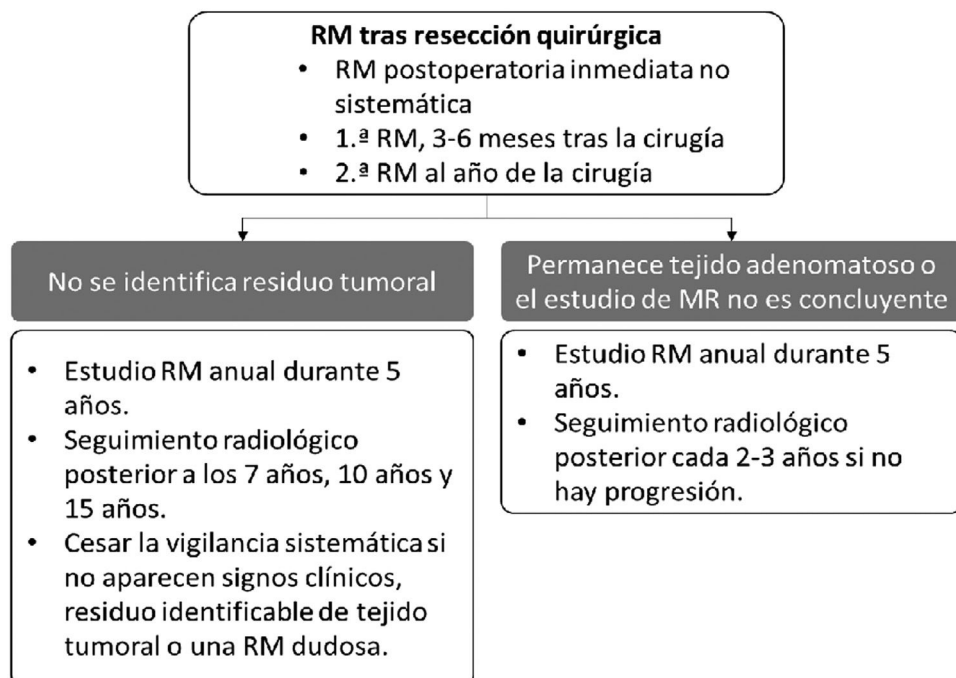 RM tras resección quirúrgica
• RM postoperatoria inmediata no
sistemática
• 1.ª RM, 3-6 meses tras la cirugía
• 2.ª RM al año de la cirugía
No se identifica residuo tumoral
• Estudio RM anual durante 5
años.
• Seguimiento radiológico
posterior a los 7 años, 10 años y
15 años.
• Cesar la vigilancia sistemática si
no aparecen signos clínicos,
residuo identificable de tejido
tumoral o una RM dudosa.
Permanece tejido adenomatoso o
el estudio de MR no es concluyente
• Estudio RM anual durante 5
años.
• Seguimiento radiológico
posterior cada 2-3 años si no
hay progresión.